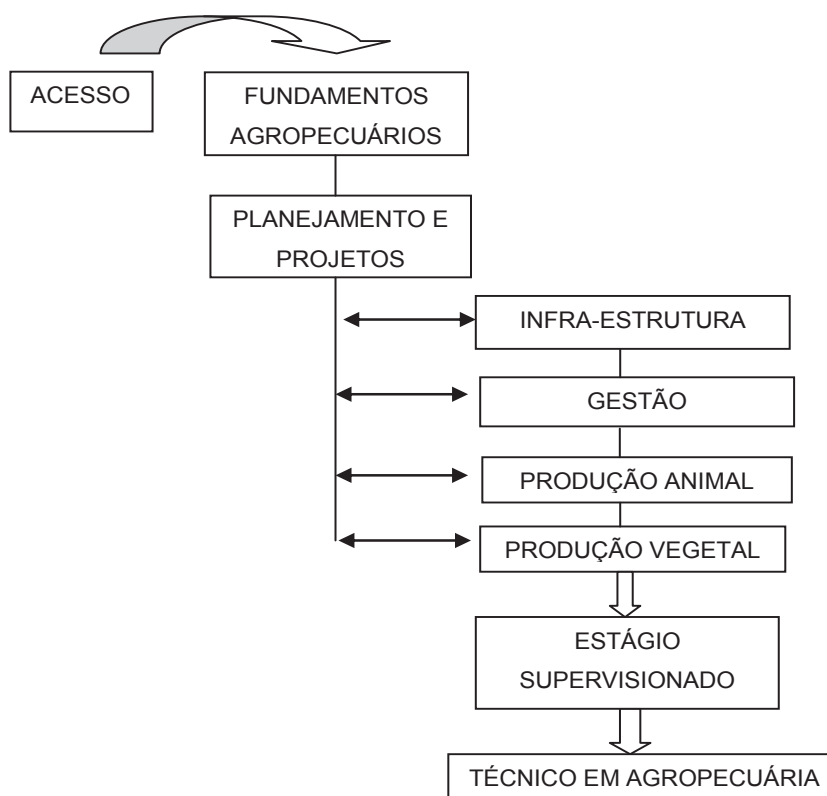 ACESSO
FUNDAMENTOS
AGROPECUÁRIOS
PLANEJAMENTO E
PROJETOS
INFRA-ESTRUTURA
GESTÃO
PRODUÇÃO ANIMAL
PRODUÇÃO VEGETAL
ESTÁGIO
SUPERVISIONADO
TÉCNICO EM AGROPECUÁRIA